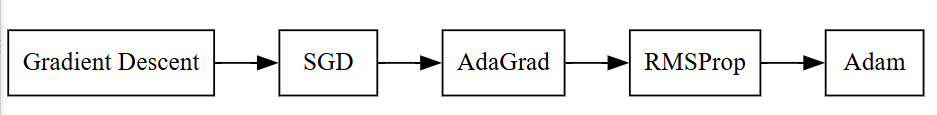 Gradient Descent
SGD
AdaGrad
RMSProp
Adam